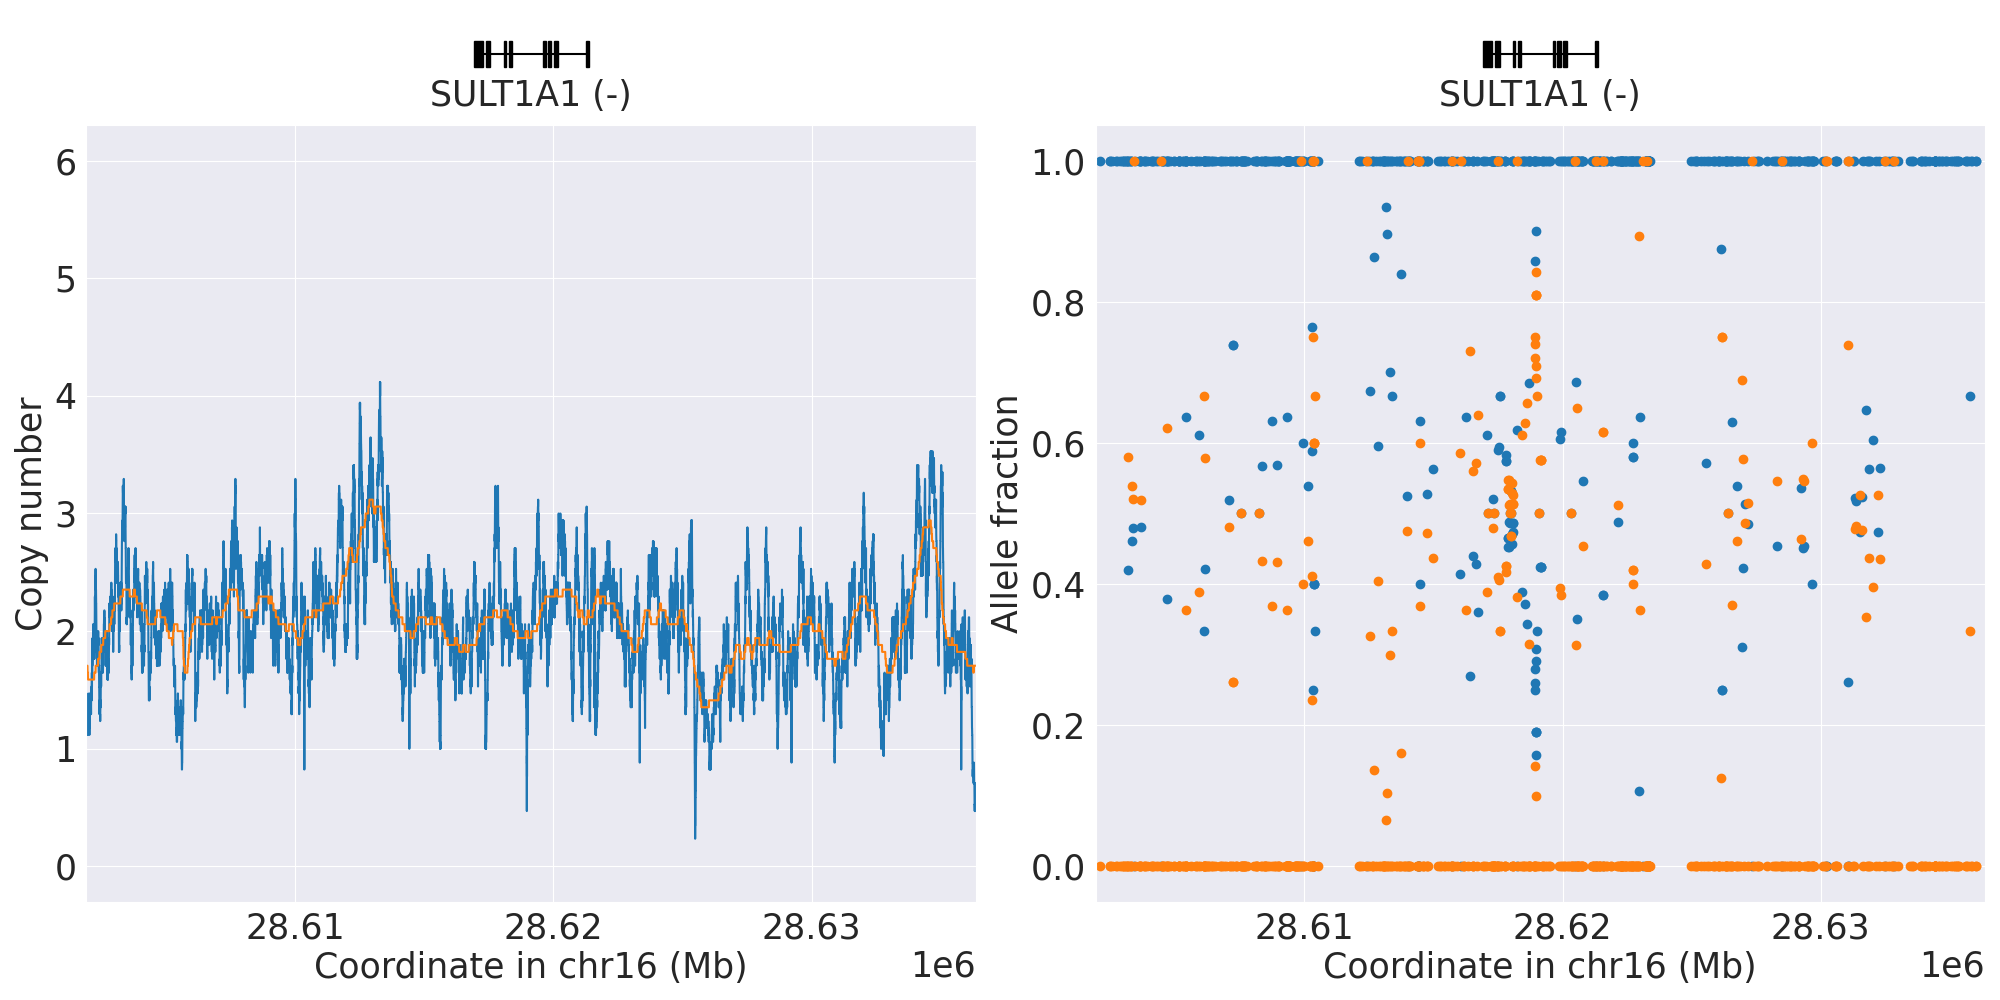 SULT1A1 (-)
Copy number
6
5
4
3
2
1
0
28.61
28.62
28.63
Coordinate in chr16 (Mb)
1e6
SULT1A1 (-)
Allele fraction
1.0
0.8
0.6
0.4
0.2
0.0
28.61
28.62
28.63
Coordinate in chr16 (Mb)
1e6